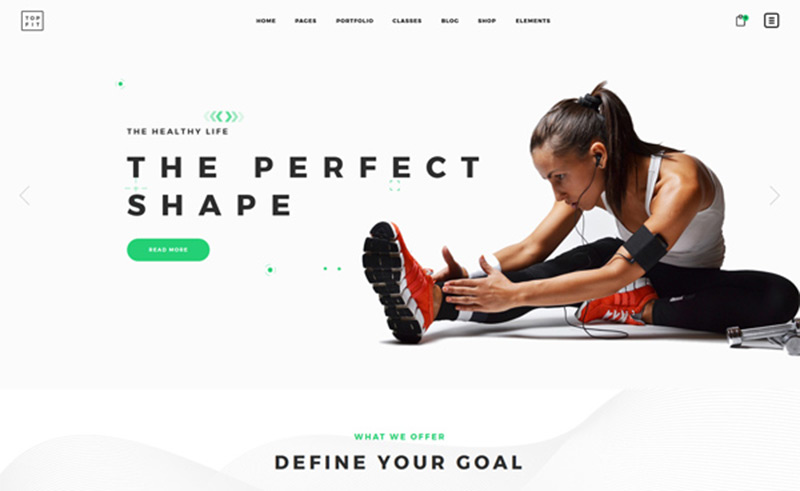 TOP
FIT
HOME PAGES PORTFOLIO CLASSES BLOG SHOP ELEMENTS
THE HEALTHY LIFE
THE PERFECT
SHAPE
READ MORE
WHAT WE OFFER
DEFINE YOUR GOAL